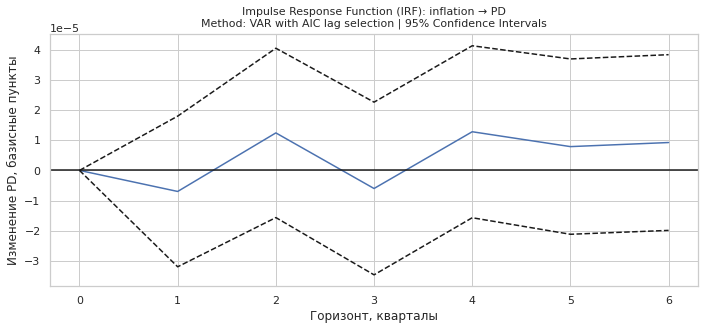 Impulse Response Function (IRF): inflation → PD
Method: VAR with AIC lag selection | 95% Confidence Intervals
1e−5
4
3
2
1
0
−1
−2
−3
Изменение PD, базисные пункты
0 1 2 3 4 5 6
Горизонт, кварталы